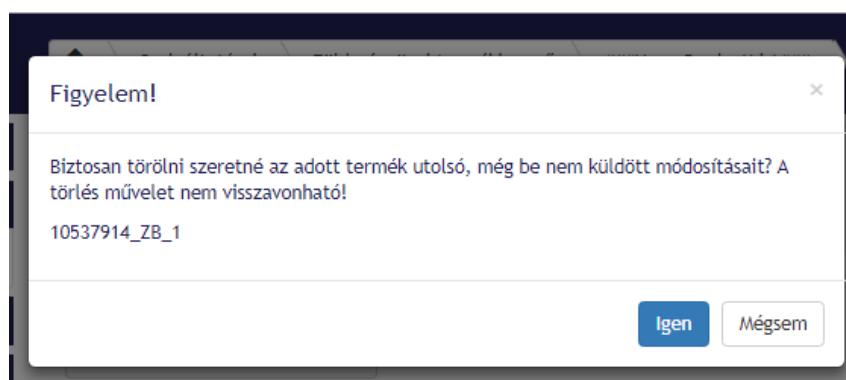 Figyelem!
×
Biztosan törölni szeretné az adott termék utolsó, még be nem küldött módosításait? A
törlés művelet nem visszavonható!
10537914_ZB_1
Igen
Mégsem